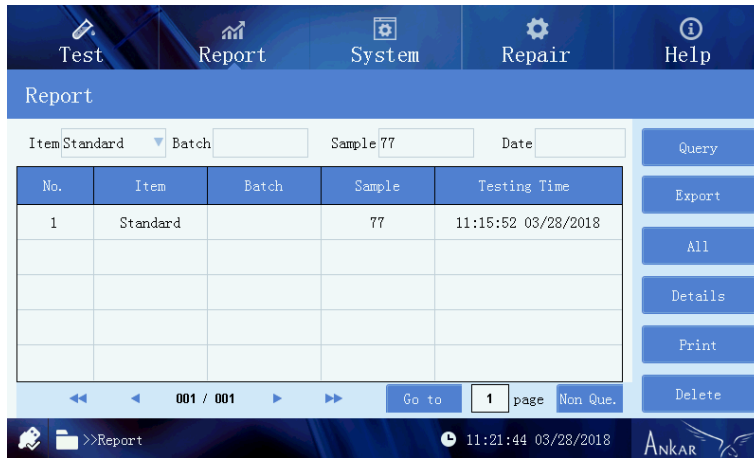 Test Report System Repair Help
Report
Item Standard Batch Sample 77 Date Query
No. Item Batch Sample Testing Time Export
1 Standard 77 11:15:52 03/28/2018
All
Details
Print
001 / 001 Go to 1 page Non Que. Delete
>>Report 11:21:44 03/28/2018 ANKAR